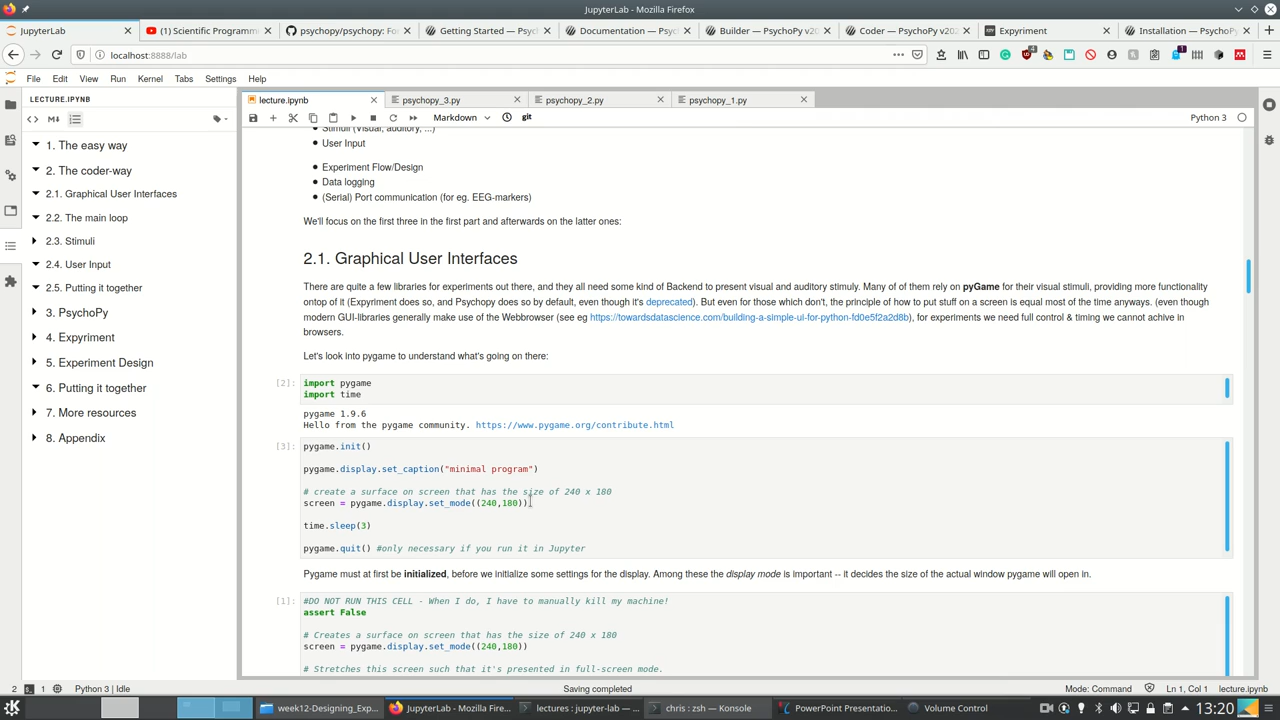 JupyterLab - Mozilla Firefox
JupyterLab
(1) Scientific Programm
psychopy/psychopy: For
Getting Started — Psyc
Documentation — Psyc
Builder — PsychoPy v20
Coder — PsychoPy v202
Expyriment
Installation — PsychoPy
localhost:8888/lab
File Edit View Run Kernel Tabs Settings Help
LECTURE.IPYNB
lecture.ipynb
psychopy_3.py
psychopy_2.py
psychopy_1.py
Markdown
git
Python 3
1. The easy way
2. The coder-way
2.1. Graphical User Interfaces
2.2. The main loop
2.3. Stimuli
2.4. User Input
2.5. Putting it together
3. PsychoPy
4. Expyriment
5. Experiment Design
6. Putting it together
7. More resources
8. Appendix
Stimuli (Visual, auditory, ...)
User Input
Experiment Flow/Design
Data logging
(Serial) Port communication (for eg. EEG-markers)
We'll focus on the first three in the first part and afterwards on the latter ones:
2.1. Graphical User Interfaces
There are quite a few libraries for experiments out there, and they all need some kind of Backend to present visual and auditory stimuly. Many of of them rely on pyGame for their visual stimuli, providing more functionality
ontop of it (Expyriment does so, and Psychopy does so by default, even though it's deprecated). But even for those which don't, the principle of how to put stuff on a screen is equal most of the time anyways. (even though
modern GUI-libraries generally make use of the Webbrowser (see eg https://towardsdatascience.com/building-a-simple-ui-for-python-fd0e5f2a2d8b), for experiments we need full control & timing we cannot achive in
browsers.
Let's look into pygame to understand what's going on there:
[2]: import pygame
import time
pygame 1.9.6
Hello from the pygame community. https://www.pygame.org/contribute.html
[3]: pygame.init()
pygame.display.set_caption("minimal program")
# create a surface on screen that has the size of 240 x 180
screen = pygame.display.set_mode((240,180))
time.sleep(3)
pygame.quit() #only necessary if you run it in Jupyter
Pygame must at first be initialized, before we initialize some settings for the display. Among these the display mode is important -- it decides the size of the actual window pygame will open in.
[1]: #DO NOT RUN THIS CELL - When I do, I have to manually kill my machine!
assert False
# Creates a surface on screen that has the size of 240 x 180
screen = pygame.display.set_mode((240,180))
# Stretches this screen such that it's presented in full-screen mode.
2 1 Python 3 | Idle
Saving completed
Mode: Command
Ln 1, Col 1 lecture.ipynb
week12-Designing_Exp...
JupyterLab - Mozilla Firef...
lectures : jupyter-lab — ...
chris : zsh — Konsole
PowerPoint Presentatio...
Volume Control
13:20